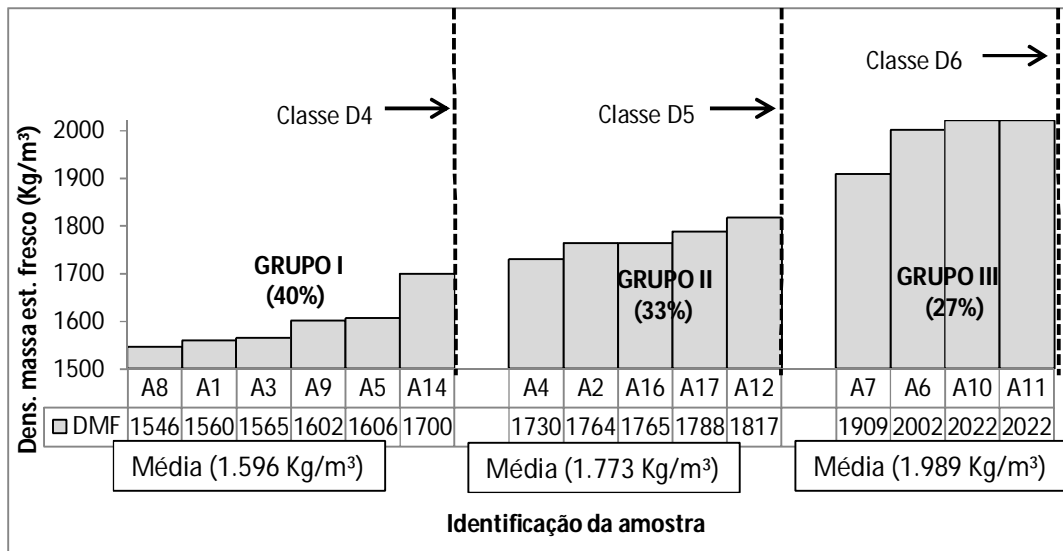 Dens. massa est. fresco (Kg/m³)
2000
1900
1800
1700
1600
1500
Classe D4
Classe D5
Classe D6
GRUPO I
(40%)
GRUPO II
(33%)
GRUPO III
(27%)
A8 A1 A3 A9 A5 A14 A4 A2 A16 A17 A12 A7 A6 A10 A11
DMF 1546 1560 1565 1602 1606 1700 1730 1764 1765 1788 1817 1909 2002 2022 2022
Média (1.596 Kg/m³)
Média (1.773 Kg/m³)
Média (1.989 Kg/m³)
Identificação da amostra